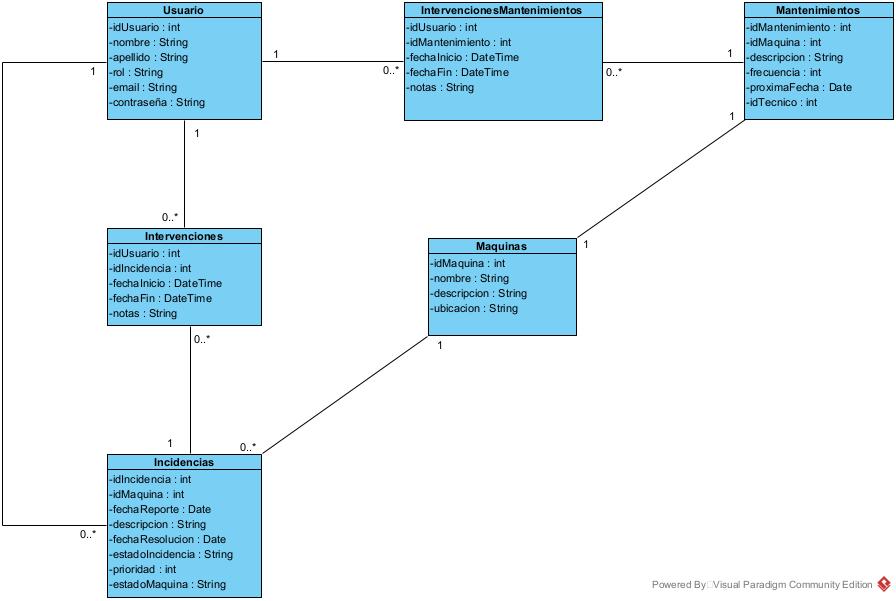 Usuario
-idUsuario : int
-nombre : String
-apellido : String
-rol : String
-email : String
-contraseña : String
IntervencionesMantenimientos
-idUsuario : int
-idMantenimiento : int
-fechaInicio : DateTime
-fechaFin : DateTime
-notas : String
Mantenimientos
-idMantenimiento : int
-idMaquina : int
-descripcion : String
-frecuencia : int
-proximaFecha : Date
-idTecnico : int
1
1
0..*
0..*
1
1
1
0..*
Intervenciones
-idUsuario : int
-idIncidencia : int
-fechaInicio : DateTime
-fechaFin : DateTime
-notas : String
1
Maquinas
-idMaquina : int
-nombre : String
-descripcion : String
-ubicacion : String
0..*
1
1
0..*
Incidencias
-idIncidencia : int
-idMaquina : int
-fechaReporte : Date
-descripcion : String
-fechaResolucion : Date
-estadoIncidencia : String
-prioridad : int
-estadoMaquina : String
0..*
Powered By Visual Paradigm Community Edition